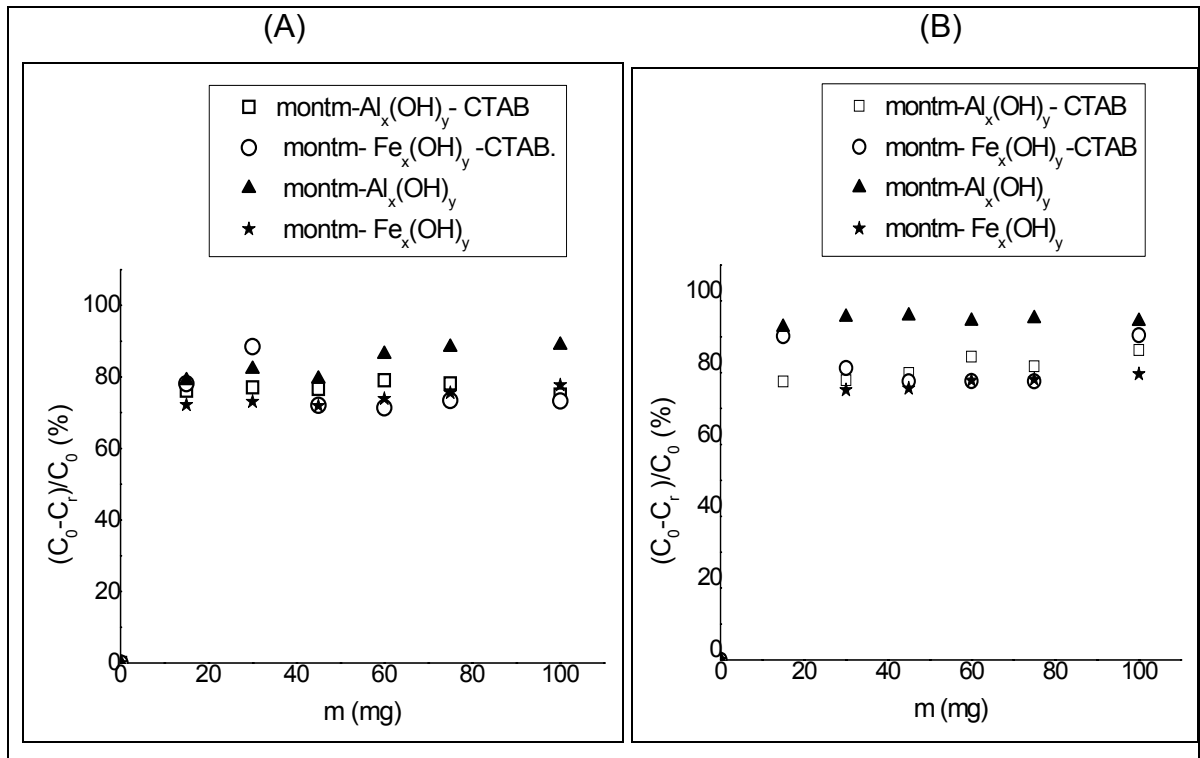 (A)
montm-Alₓ(OH)ᵧ- CTAB
montm- Feₓ(OH)ᵧ -CTAB.
montm-Alₓ(OH)ᵧ
montm- Feₓ(OH)ᵧ
100
80
60
40
20
0
(C₀-Cᵣ)/C₀ (%)
0 20 40 60 80 100
m (mg)
(B)
montm-Alₓ(OH)ᵧ- CTAB
montm- Feₓ(OH)ᵧ-CTAB
montm-Alₓ(OH)ᵧ
montm- Feₓ(OH)ᵧ
100
80
60
40
20
0
(C₀-Cᵣ )/C₀ (%)
0 20 40 60 80 100
m (mg)